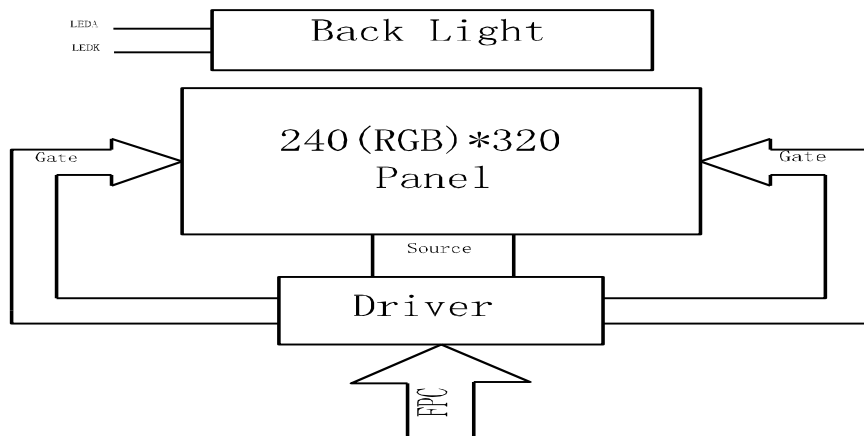 LEDA
LEDK
Back Light
240(RGB)*320
Panel
Gate
Gate
Source
Driver
FPC